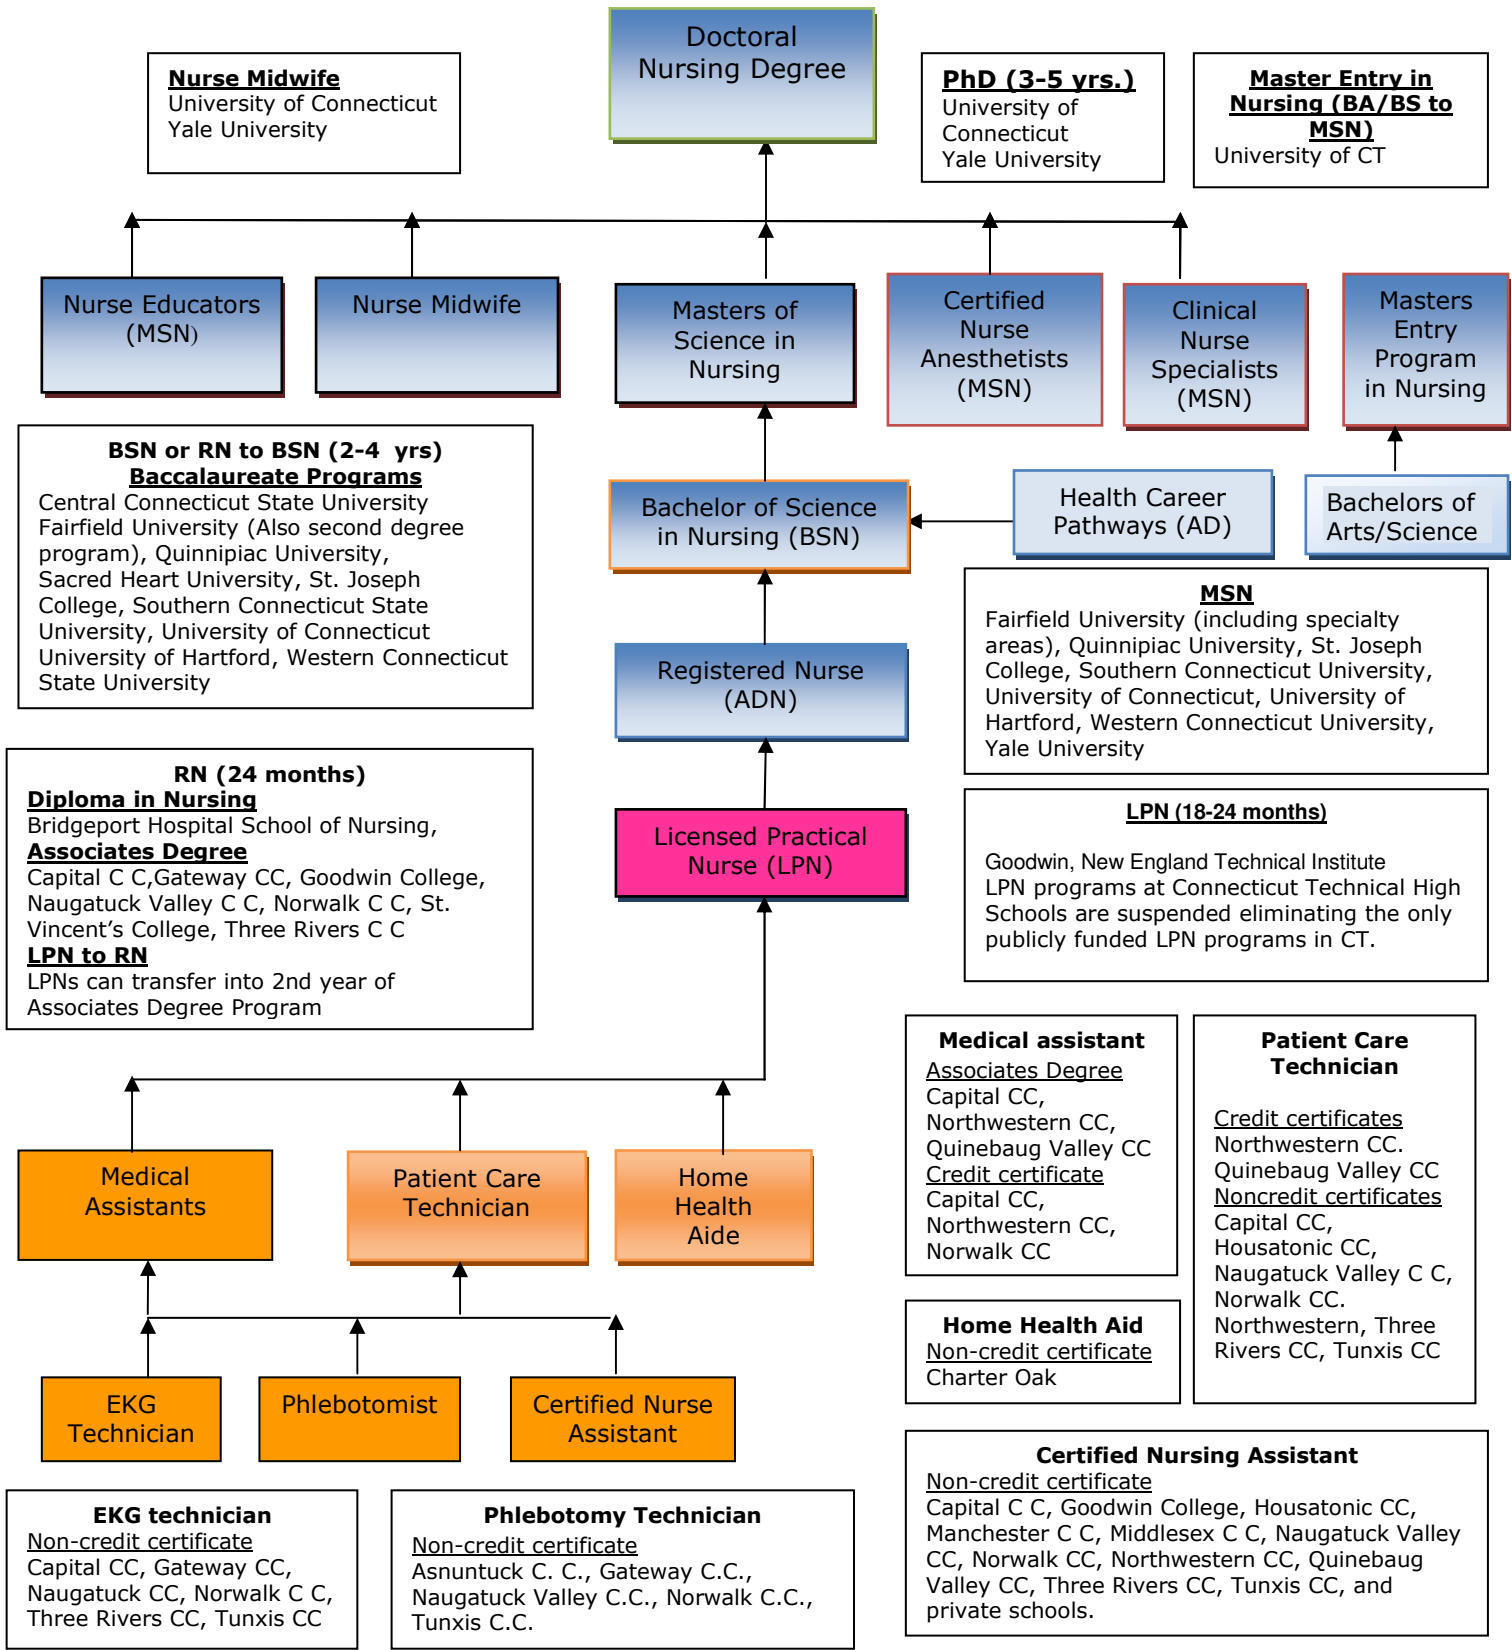 Doctoral
Nursing Degree
Nurse Midwife
University of Connecticut
Yale University
PhD (3-5 yrs.)
University of
Connecticut
Yale University
Master Entry in
Nursing (BA/BS to
MSN)
University of CT
Nurse Educators
(MSN)
Nurse Midwife
Masters of
Science in
Nursing
Certified
Nurse
Anesthetists
(MSN)
Clinical
Nurse
Specialists
(MSN)
Masters
Entry
Program
in Nursing
BSN or RN to BSN (2-4 yrs)
Baccalaureate Programs
Central Connecticut State University
Fairfield University (Also second degree
program), Quinnipiac University,
Sacred Heart University, St. Joseph
College, Southern Connecticut State
University, University of Connecticut
University of Hartford, Western Connecticut
State University
Bachelor of Science
in Nursing (BSN)
Health Career
Pathways (AD)
Bachelors of
Arts/Science
MSN
Fairfield University (including specialty
areas), Quinnipiac University, St. Joseph
College, Southern Connecticut University,
University of Connecticut, University of
Hartford, Western Connecticut University,
Yale University
Registered Nurse
(ADN)
RN (24 months)
Diploma in Nursing
Bridgeport Hospital School of Nursing,
Associates Degree
Capital C C,Gateway CC, Goodwin College,
Naugatuck Valley C C, Norwalk C C, St.
Vincent’s College, Three Rivers C C
LPN to RN
LPNs can transfer into 2nd year of
Associates Degree Program
Licensed Practical
Nurse (LPN)
LPN (18-24 months)
Goodwin, New England Technical Institute
LPN programs at Connecticut Technical High
Schools are suspended eliminating the only
publicly funded LPN programs in CT.
Medical
Assistants
Patient Care
Technician
Home
Health
Aide
Medical assistant
Associates Degree
Capital CC,
Northwestern CC,
Quinebaug Valley CC
Credit certificate
Capital CC,
Northwestern CC,
Norwalk CC
Patient Care
Technician
Credit certificates
Northwestern CC.
Quinebaug Valley CC
Noncredit certificates
Capital CC,
Housatonic CC,
Naugatuck Valley C C,
Norwalk CC.
Northwestern, Three
Rivers CC, Tunxis CC
Home Health Aid
Non-credit certificate
Charter Oak
EKG
Technician
Phlebotomist
Certified Nurse
Assistant
EKG technician
Non-credit certificate
Capital CC, Gateway CC,
Naugatuck CC, Norwalk C C,
Three Rivers CC, Tunxis CC
Phlebotomy Technician
Non-credit certificate
Asnuntuck C. C., Gateway C.C.,
Naugatuck Valley C.C., Norwalk C.C.,
Tunxis C.C.
Certified Nursing Assistant
Non-credit certificate
Capital C C, Goodwin College, Housatonic CC,
Manchester C C, Middlesex C C, Naugatuck Valley
CC, Norwalk CC, Northwestern CC, Quinebaug
Valley CC, Three Rivers CC, Tunxis CC, and
private schools.